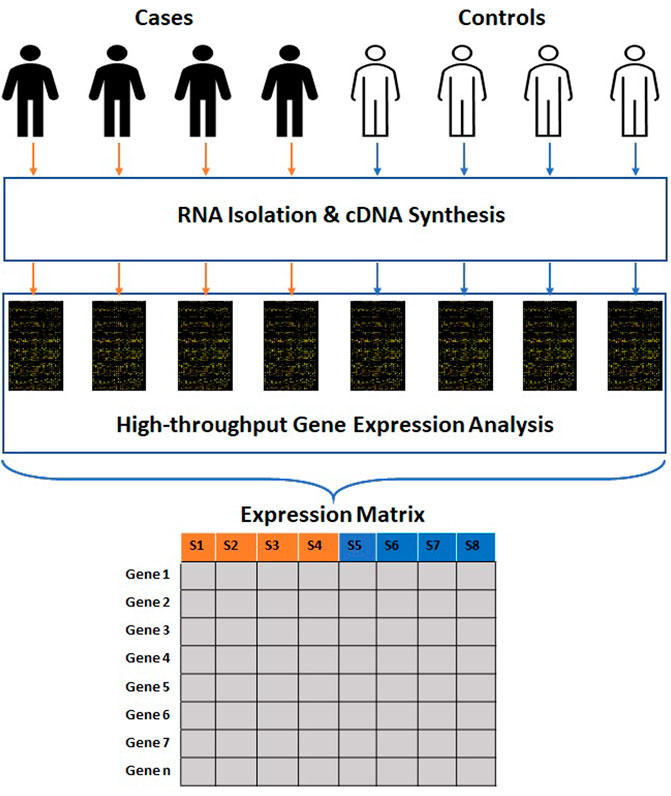 Cases Controls
RNA Isolation & cDNA Synthesis
High-throughput Gene Expression Analysis
Expression Matrix
S1 S2 S3 S4 S5 S6 S7 S8
Gene 1
Gene 2
Gene 3
Gene 4
Gene 5
Gene 6
Gene 7
Gene n